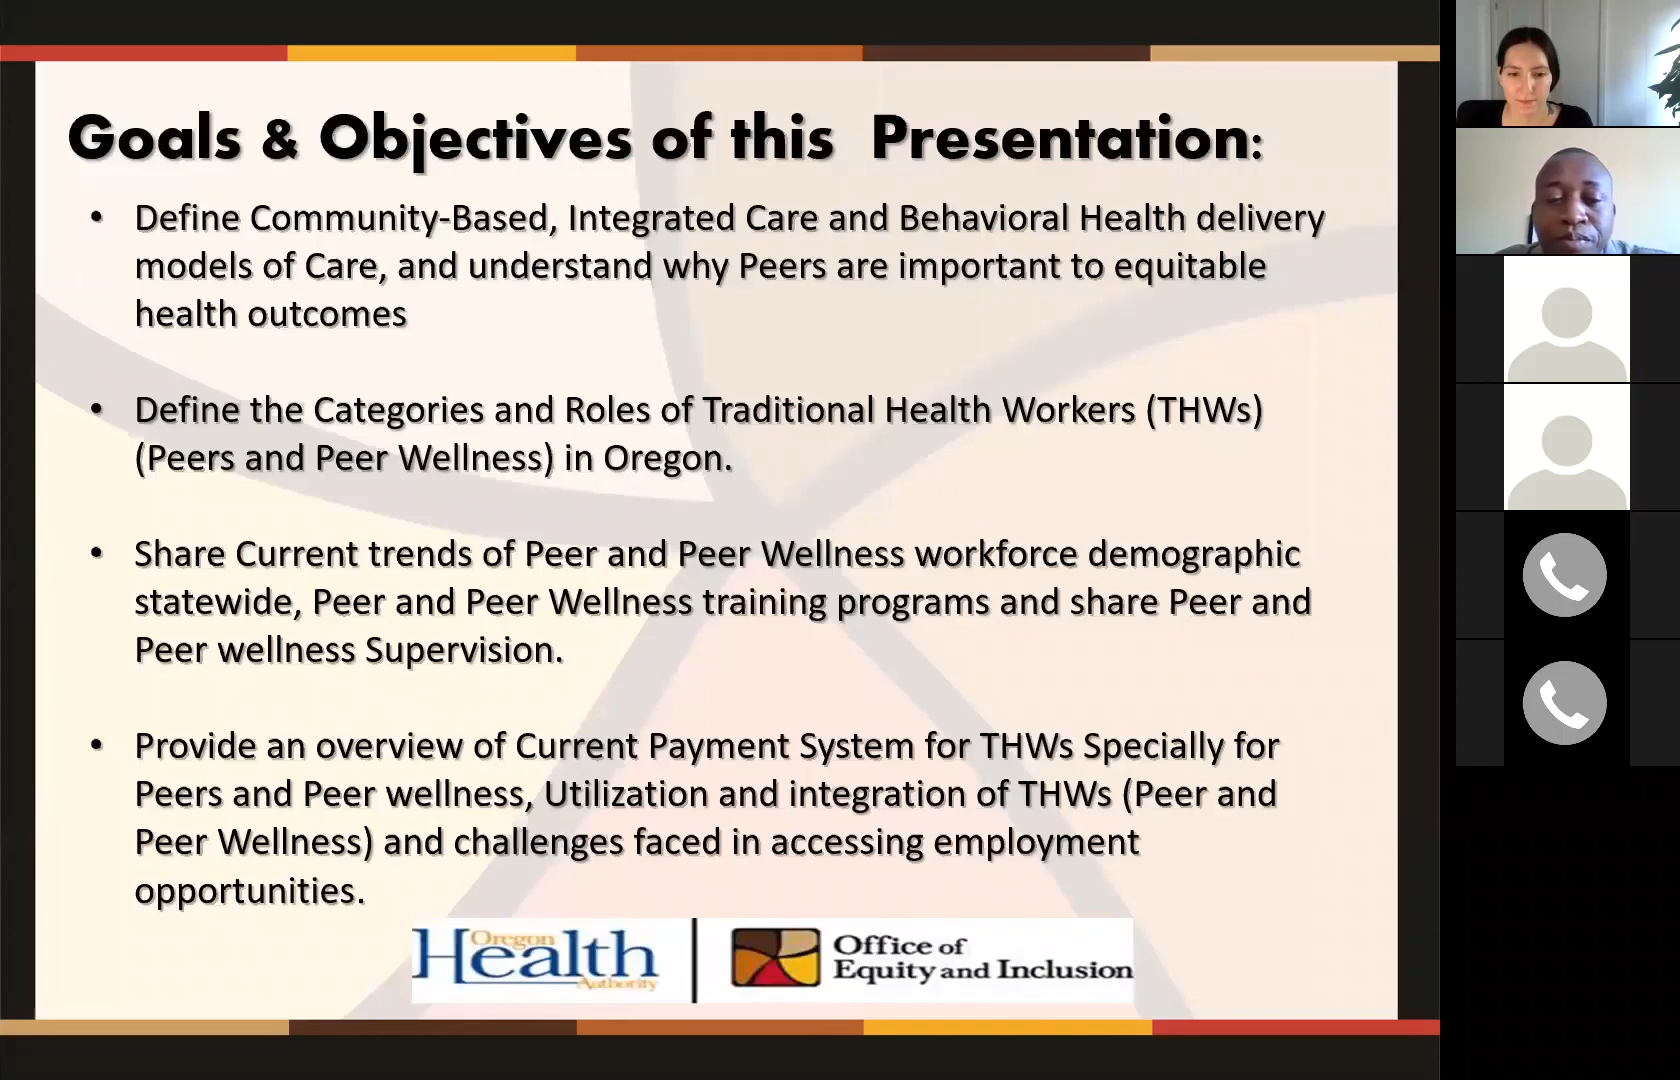 Goals & Objectives of this  Presentation:
• Define Community-Based, Integrated Care and Behavioral Health delivery
models of Care, and understand why Peers are important to equitable
health outcomes
• Define the Categories and Roles of Traditional Health Workers (THWs)
(Peers and Peer Wellness) in Oregon.
• Share Current trends of Peer and Peer Wellness workforce demographic
statewide, Peer and Peer Wellness training programs and share Peer and
Peer wellness Supervision.
• Provide an overview of Current Payment System for THWs Specially for
Peers and Peer wellness, Utilization and integration of THWs (Peer and
Peer Wellness) and challenges faced in accessing employment
opportunities.
Oregon
Health
Authority
Office of
Equity and Inclusion